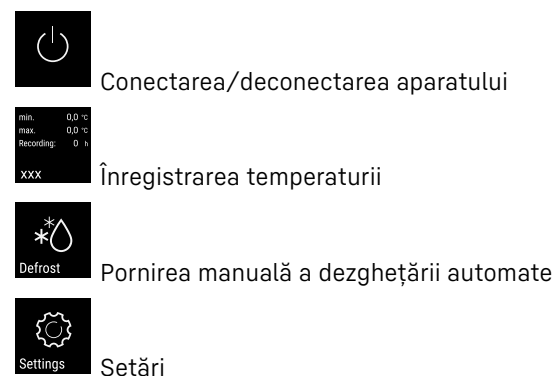 Conectarea/deconectarea aparatului
min. 0,0 °C
max. 0,0 °C
Recording: 0 h
xxx
Înregistrarea temperaturii
Defrost
Pornirea manuală a dezghețării automate
Settings
Setări